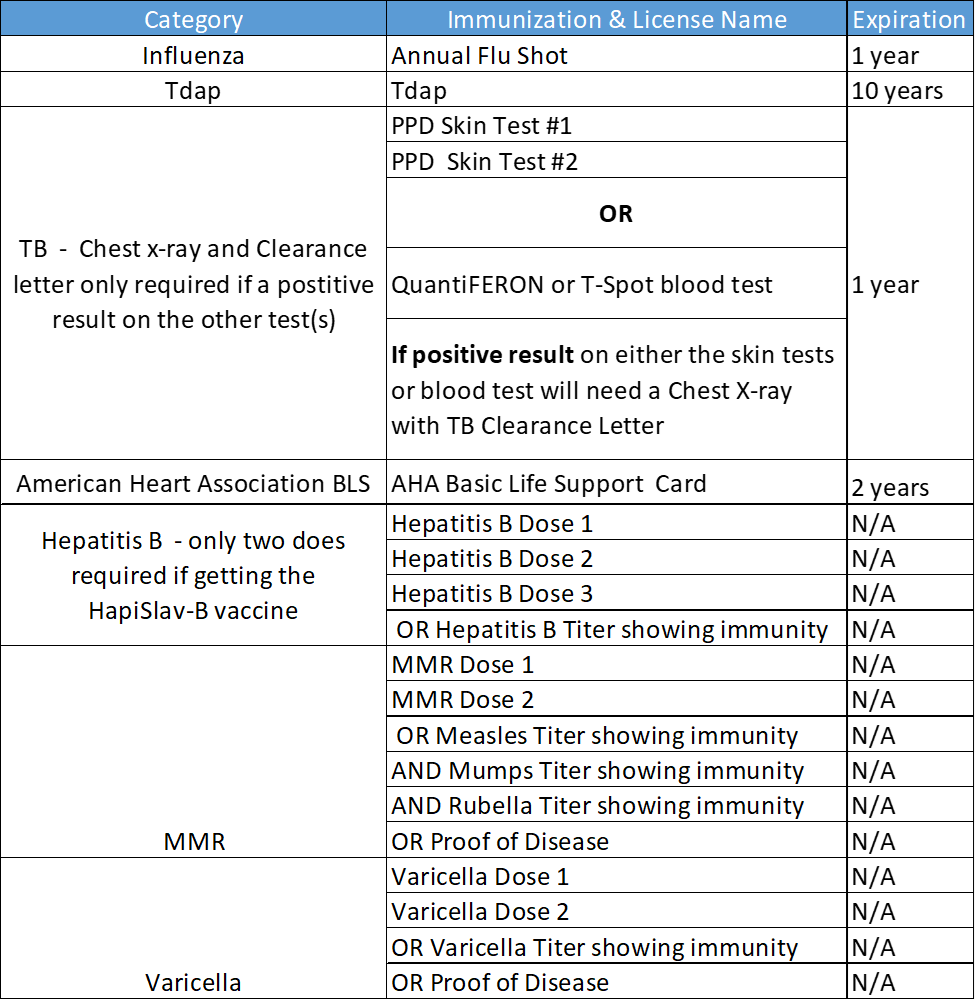 Category Immunization & License Name Expiration
Influenza Annual Flu Shot 1 year
Tdap Tdap 10 years
TB - Chest x-ray and Clearance
letter only required if a postitive
result on the other test(s)
PPD Skin Test #1
PPD Skin Test #2
OR
QuantiFERON or T-Spot blood test
If positive result on either the skin tests
or blood test will need a Chest X-ray
with TB Clearance Letter
1 year
American Heart Association BLS AHA Basic Life Support Card 2 years
Hepatitis B - only two does
required if getting the
HapiSlav-B vaccine
Hepatitis B Dose 1 N/A
Hepatitis B Dose 2 N/A
Hepatitis B Dose 3 N/A
OR Hepatitis B Titer showing immunity N/A
MMR
MMR Dose 1 N/A
MMR Dose 2 N/A
OR Measles Titer showing immunity N/A
AND Mumps Titer showing immunity N/A
AND Rubella Titer showing immunity N/A
OR Proof of Disease N/A
Varicella
Varicella Dose 1 N/A
Varicella Dose 2 N/A
OR Varicella Titer showing immunity N/A
OR Proof of Disease N/A